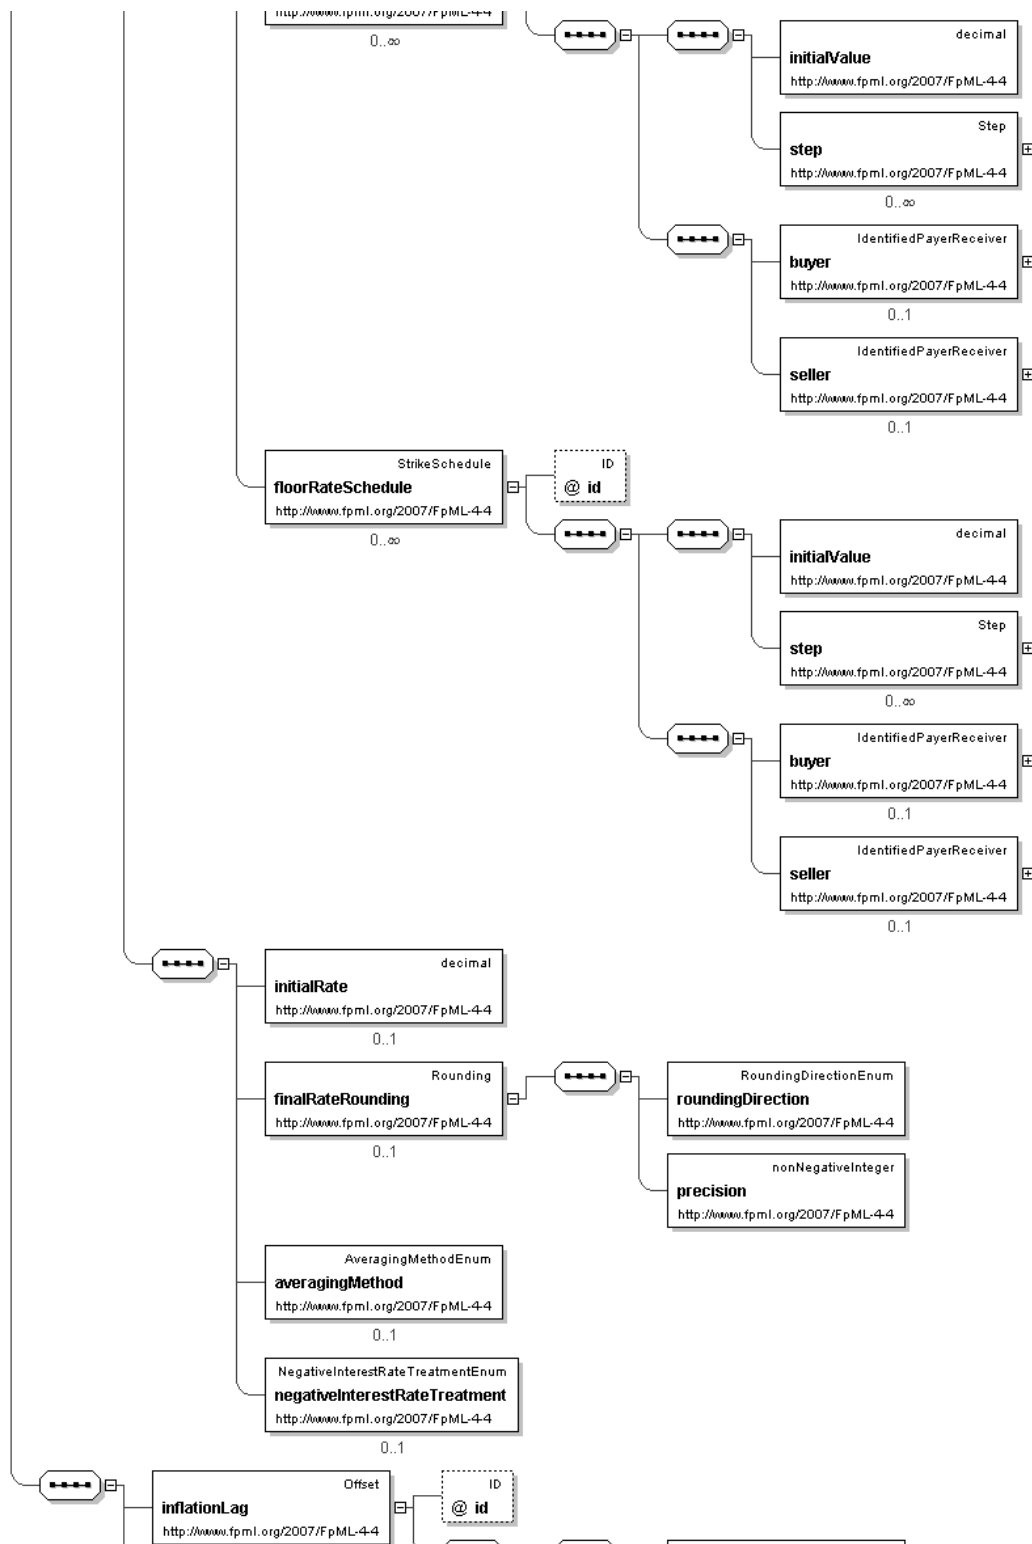 http://www.fpml.org/2007/FpML-4-4
0..∞
decimal
initialValue
http://www.fpml.org/2007/FpML-4-4
Step
step
http://www.fpml.org/2007/FpML-4-4
0..∞
IdentifiedPayerReceiver
buyer
http://www.fpml.org/2007/FpML-4-4
0..1
IdentifiedPayerReceiver
seller
http://www.fpml.org/2007/FpML-4-4
0..1
StrikeSchedule
floorRateSchedule
http://www.fpml.org/2007/FpML-4-4
0..∞
ID
@ id
decimal
initialValue
http://www.fpml.org/2007/FpML-4-4
Step
step
http://www.fpml.org/2007/FpML-4-4
0..∞
IdentifiedPayerReceiver
buyer
http://www.fpml.org/2007/FpML-4-4
0..1
IdentifiedPayerReceiver
seller
http://www.fpml.org/2007/FpML-4-4
0..1
decimal
initialRate
http://www.fpml.org/2007/FpML-4-4
0..1
Rounding
finalRateRounding
http://www.fpml.org/2007/FpML-4-4
0..1
RoundingDirectionEnum
roundingDirection
http://www.fpml.org/2007/FpML-4-4
nonNegativeInteger
precision
http://www.fpml.org/2007/FpML-4-4
AveragingMethodEnum
averagingMethod
http://www.fpml.org/2007/FpML-4-4
0..1
NegativeInterestRateTreatmentEnum
negativeInterestRateTreatment
http://www.fpml.org/2007/FpML-4-4
0..1
Offset
inflationLag
http://www.fpml.org/2007/FpML-4-4
ID
@ id